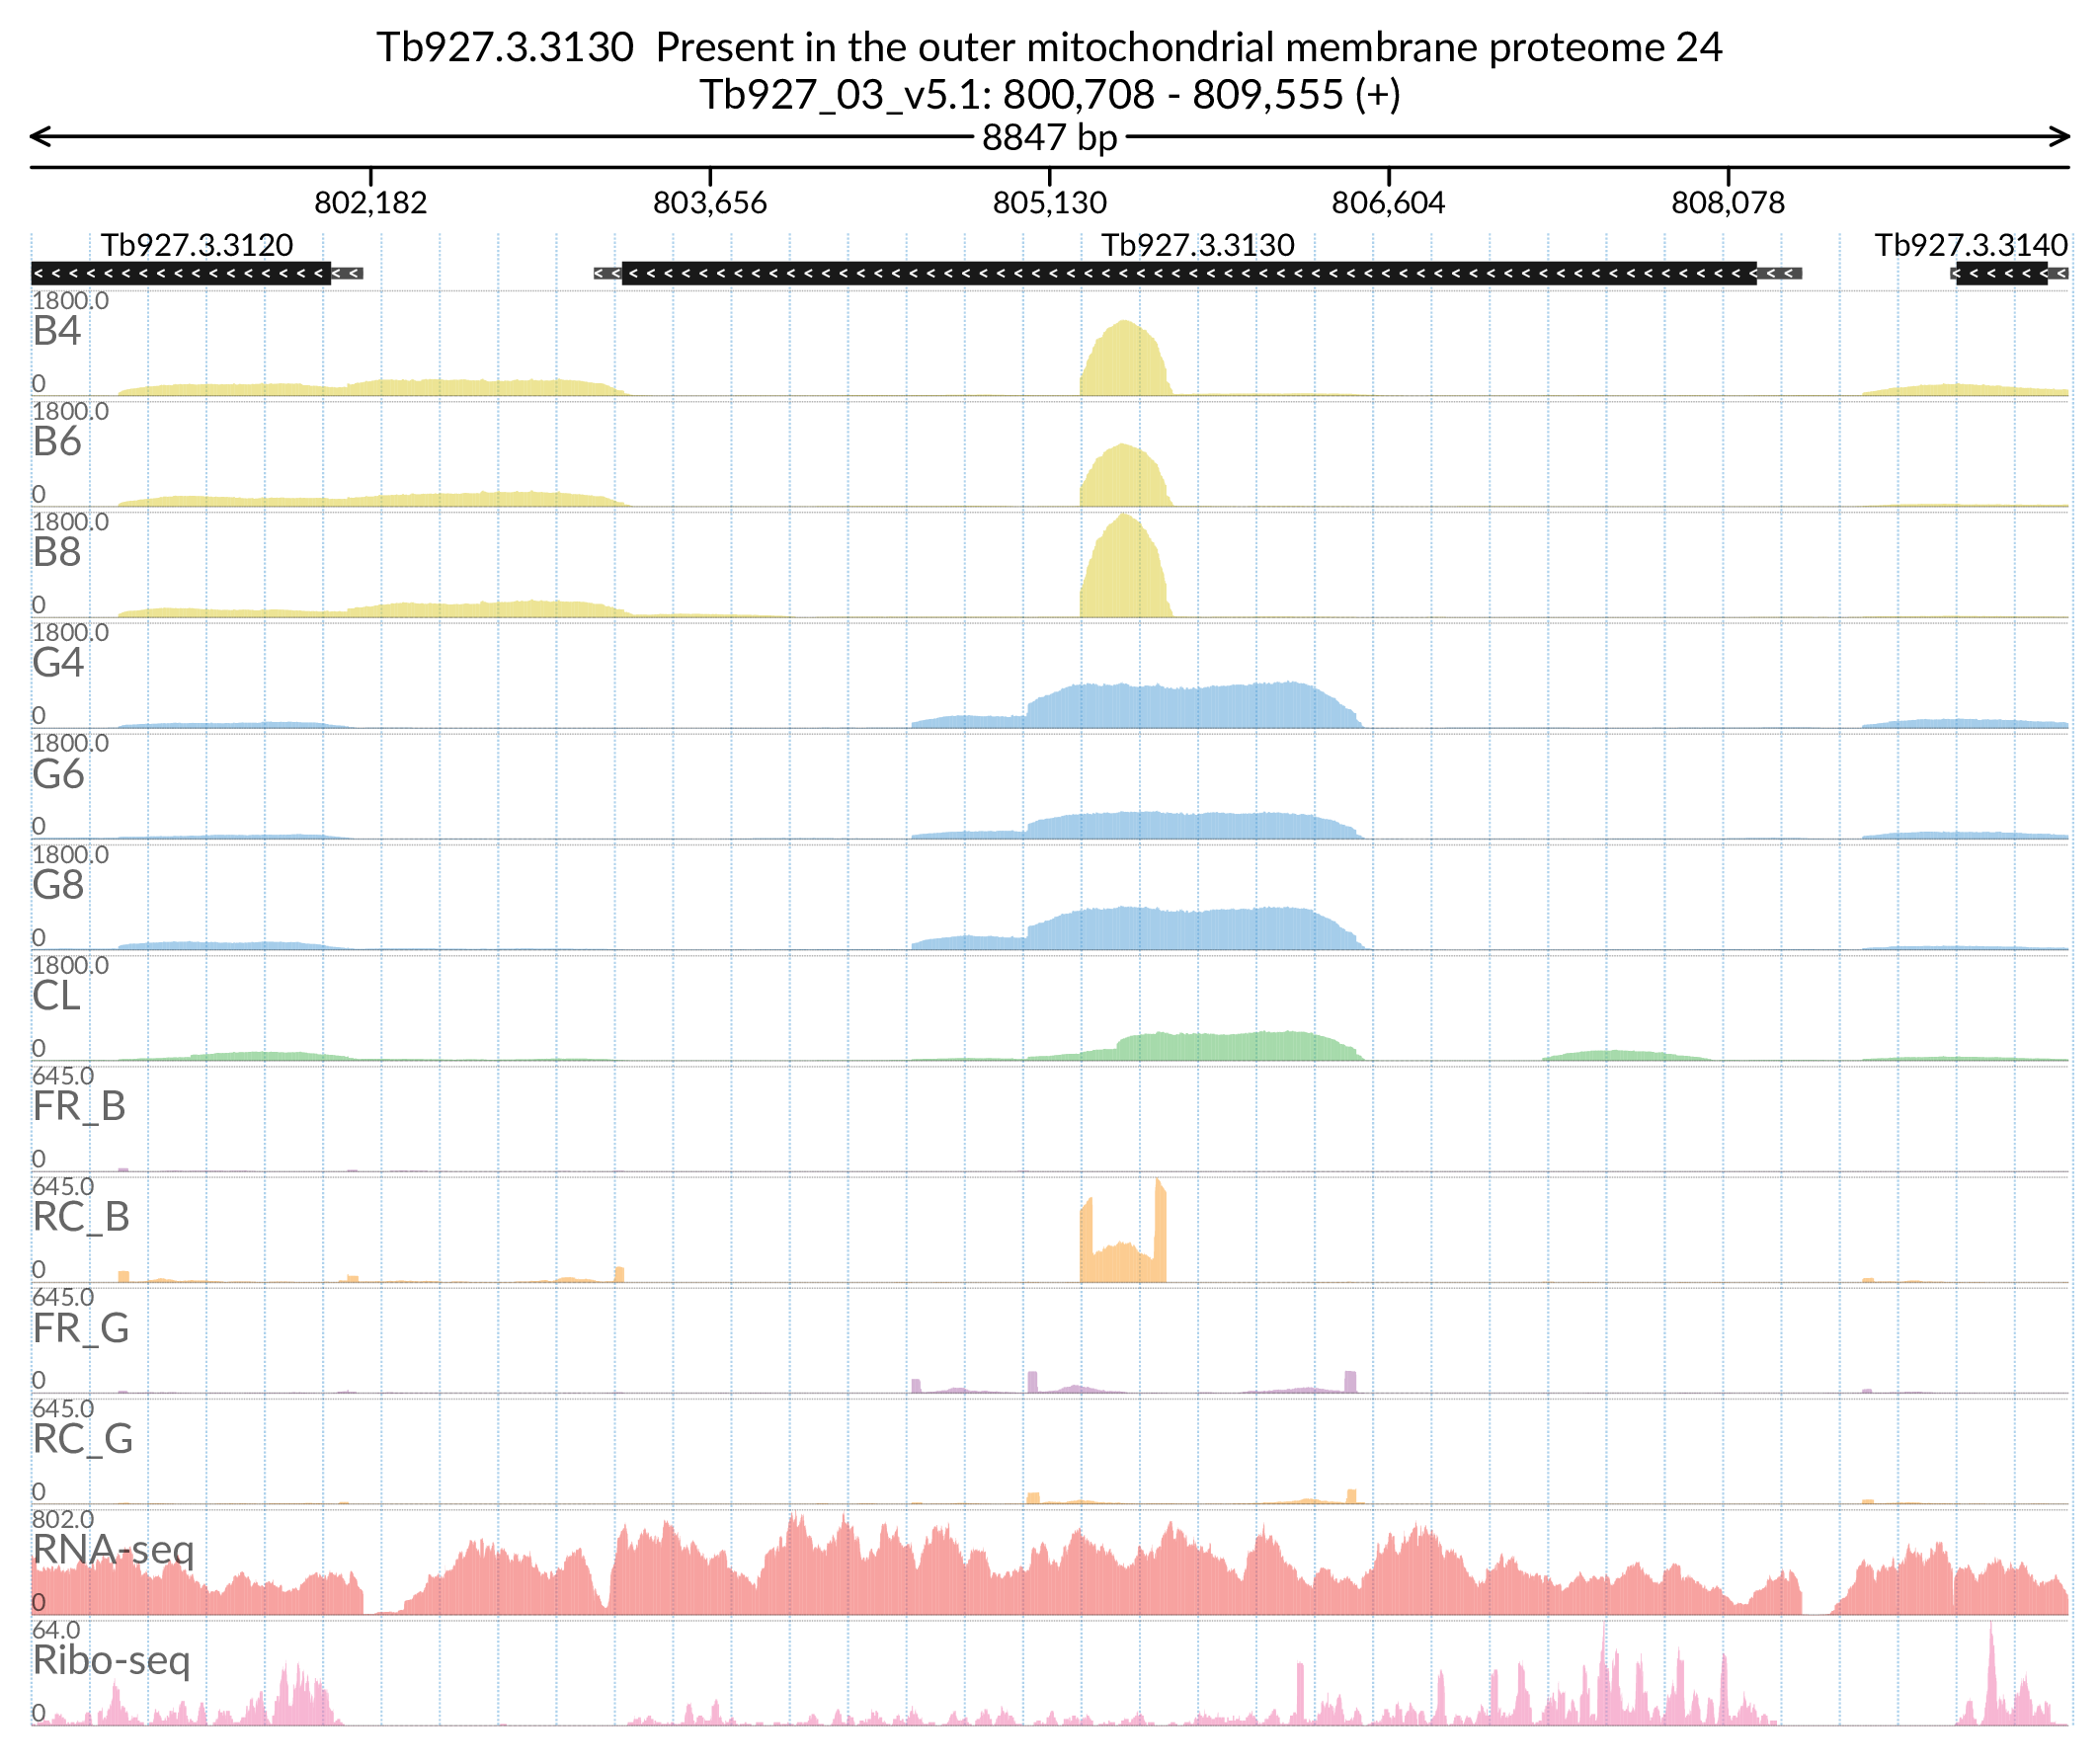 Tb927.3.3130  Present in the outer mitochondrial membrane proteome 24
Tb927_03_v5.1: 800,708 - 809,555 (+)
8847 bp
802,182 803,656 805,130 806,604 808,078
Tb927.3.3120 Tb927.3.3130 Tb927.3.3140
1800.0
B4
0
1800.0
B6
0
1800.0
B8
0
1800.0
G4
0
1800.0
G6
0
1800.0
G8
0
1800.0
CL
0
645.0
FR_B
0
645.0
RC_B
0
645.0
FR_G
0
645.0
RC_G
0
802.0
RNA-seq
0
64.0
Ribo-seq
0